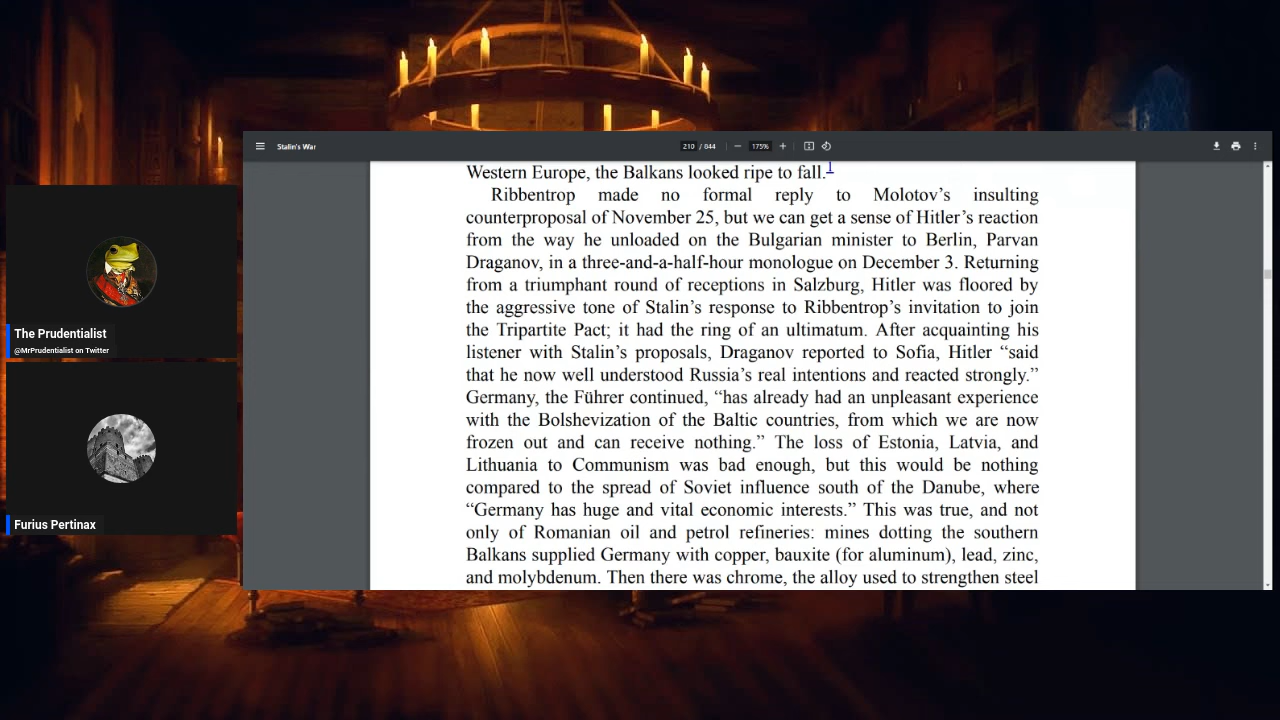 Stalin's War
210 / 844
175%
Western Europe, the Balkans looked ripe to fall.1
Ribbentrop made no formal reply to Molotov’s insulting
counterproposal of November 25, but we can get a sense of Hitler’s reaction
from the way he unloaded on the Bulgarian minister to Berlin, Parvan
Draganov, in a three-and-a-half-hour monologue on December 3. Returning
from a triumphant round of receptions in Salzburg, Hitler was floored by
the aggressive tone of Stalin’s response to Ribbentrop’s invitation to join
the Tripartite Pact; it had the ring of an ultimatum. After acquainting his
listener with Stalin’s proposals, Draganov reported to Sofia, Hitler “said
that he now well understood Russia’s real intentions and reacted strongly.”
Germany, the Führer continued, “has already had an unpleasant experience
with the Bolshevization of the Baltic countries, from which we are now
frozen out and can receive nothing.” The loss of Estonia, Latvia, and
Lithuania to Communism was bad enough, but this would be nothing
compared to the spread of Soviet influence south of the Danube, where
“Germany has huge and vital economic interests.” This was true, and not
only of Romanian oil and petrol refineries: mines dotting the southern
Balkans supplied Germany with copper, bauxite (for aluminum), lead, zinc,
and molybdenum. Then there was chrome, the alloy used to strengthen steel
The Prudentialist
@MrPrudentialist on Twitter
Furius Pertinax